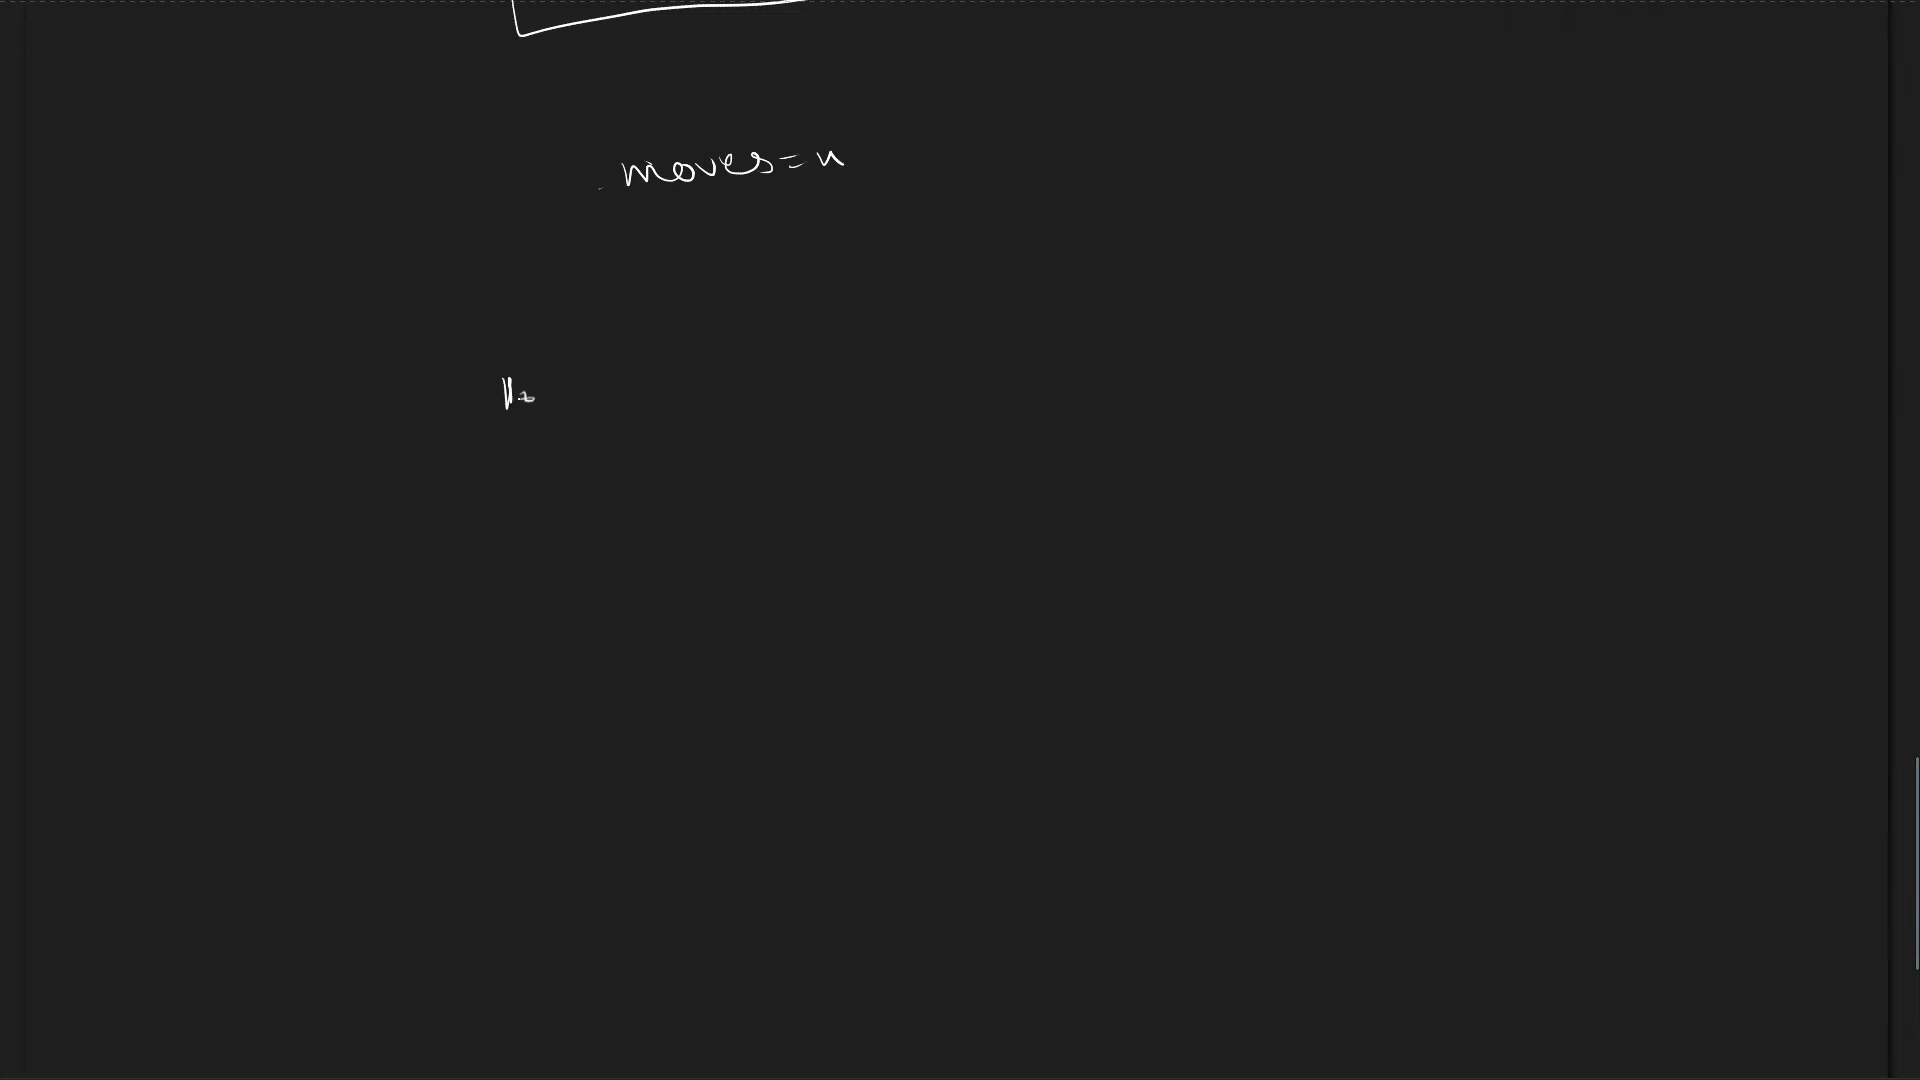 moves = n